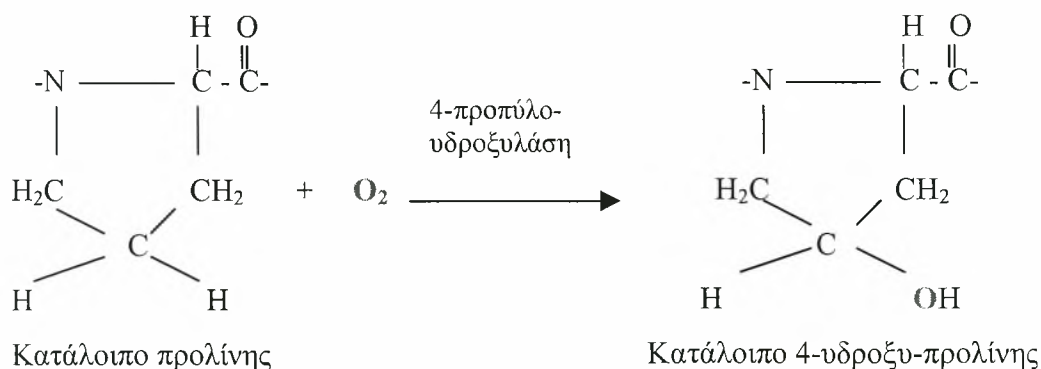 H O H O
-N C - C- -N C - C-
4-προπύλο-
υδροξυλάση
H₂C CH₂ + O₂ H₂C CH₂
C C
H H H OH
Κατάλοιπο προλίνης Κατάλοιπο 4-υδροξυ-προλίνης